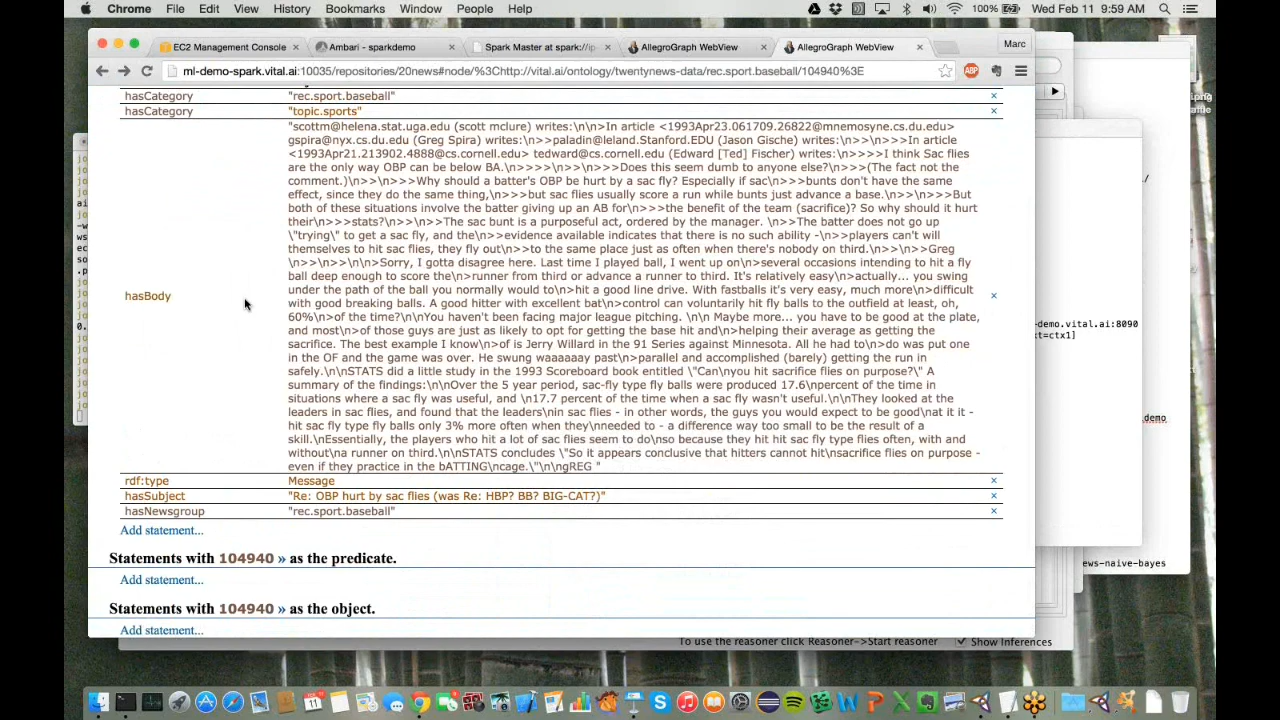 Chrome File Edit View History Bookmarks Window People Help 100% Wed Feb 11 9:59 AM
EC2 Management Console Ambari - sparkdemo Spark Master at spark://ip- AllegroGraph WebView AllegroGraph WebView Marc
ml-demo-spark.vital.ai:10035/repositories/20news#node/%3Chttp://vital.ai/ontology/twentynews-data/rec.sport.baseball/104940%3E
hasCategory "rec.sport.baseball"
hasCategory "topic.sports"
"scottm@helena.stat.uga.edu (scott mclure) writes:\n\n>In article <1993Apr23.061709.26822@mnemosyne.cs.du.edu>
gspira@nyx.cs.du.edu (Greg Spira) writes:\n>>paladin@leland.Stanford.EDU (Jason Gische) writes:\n>>\n>>>In article
<1993Apr21.213902.4888@cs.cornell.edu> tedward@cs.cornell.edu (Edward [Ted] Fischer) writes:\n>>>>I think Sac flies
are the only way OBP can be below BA.\n>>>>\n>>\n>>>Does this seem dumb to anyone else?\n>>>(The fact not the
comment.)\n>>\n>>>Why should a batter's OBP be hurt by a sac fly? Especially if sac\n>>>bunts don't have the same
effect, since they do the same thing,\n>>>but sac flies usually score a run while bunts just advance a base.\n>>>But
both of these situations involve the batter giving up an AB for\n>>>the benefit of the team (sacrifice)? So why should it hurt
their\n>>>stats?\n>>\n>>The sac bunt is a purposeful act, ordered by the manager. \n>>The batter does not go up
\"trying\" to get a sac fly, and the\n>>evidence available indicates that there is no such ability -\n>>players can't will
themselves to hit sac flies, they fly out\n>>to the same place just as often when there's nobody on third.\n>>\n>>Greg
\n>>\n>\n>Sorry, I gotta disagree here. Last time I played ball, I went up on\n>several occasions intending to hit a fly
ball deep enough to score the\n>runner from third or advance a runner to third. It's relatively easy\n>actually... you swing
under the path of the ball you normally would to\n>hit a good line drive. With fastballs it's very easy, much more\n>difficult
with good breaking balls. A good hitter with excellent bat\n>control can voluntarily hit fly balls to the outfield at least, oh,
60%\n>of the time?\n\nYou haven't been facing major league pitching. \n\n Maybe more... you have to be good at the plate,
and most\n>of those guys are just as likely to opt for getting the base hit and\n>helping their average as getting the
sacrifice. The best example I know\n>of is Jerry Willard in the 91 Series against Minnesota. All he had to\n>do was put one
in the OF and the game was over. He swung waaaaaay past\n>parallel and accomplished (barely) getting the run in
safely.\n\nSTATS did a little study in the 1993 Scoreboard book entitled \"Can\nyou hit sacrifice flies on purpose?\" A
summary of the findings:\n\nOver the 5 year period, sac-fly type fly balls were produced 17.6\npercent of the time in
situations where a sac fly was useful, and \n17.7 percent of the time when a sac fly wasn't useful.\n\nThey looked at the
leaders in sac flies, and found that the leaders\nin sac flies - in other words, the guys you would expect to be good\nat it it -
hit sac fly type fly balls only 3% more often when they\nneeded to - a difference way too small to be the result of a
skill.\nEssentially, the players who hit a lot of sac flies seem to do\nso because they hit hit sac fly type flies often, with and
without\na runner on third.\n\nSTATS concludes \"So it appears conclusive that hitters cannot hit\nsacrifice flies on purpose -
even if they practice in the bATTING\ncage.\"\n\ngREG "
hasBody
rdf:type Message
hasSubject "Re: OBP hurt by sac flies (was Re: HBP? BB? BIG-CAT?)"
hasNewsgroup "rec.sport.baseball"
Add statement...
Statements with 104940 » as the predicate.
Add statement...
Statements with 104940 » as the object.
Add statement...
To use the reasoner click Reasoner->Start reasoner Show Inferences
-demo.vital.ai:8090
xt=ctx1]
ews-naive-bayes